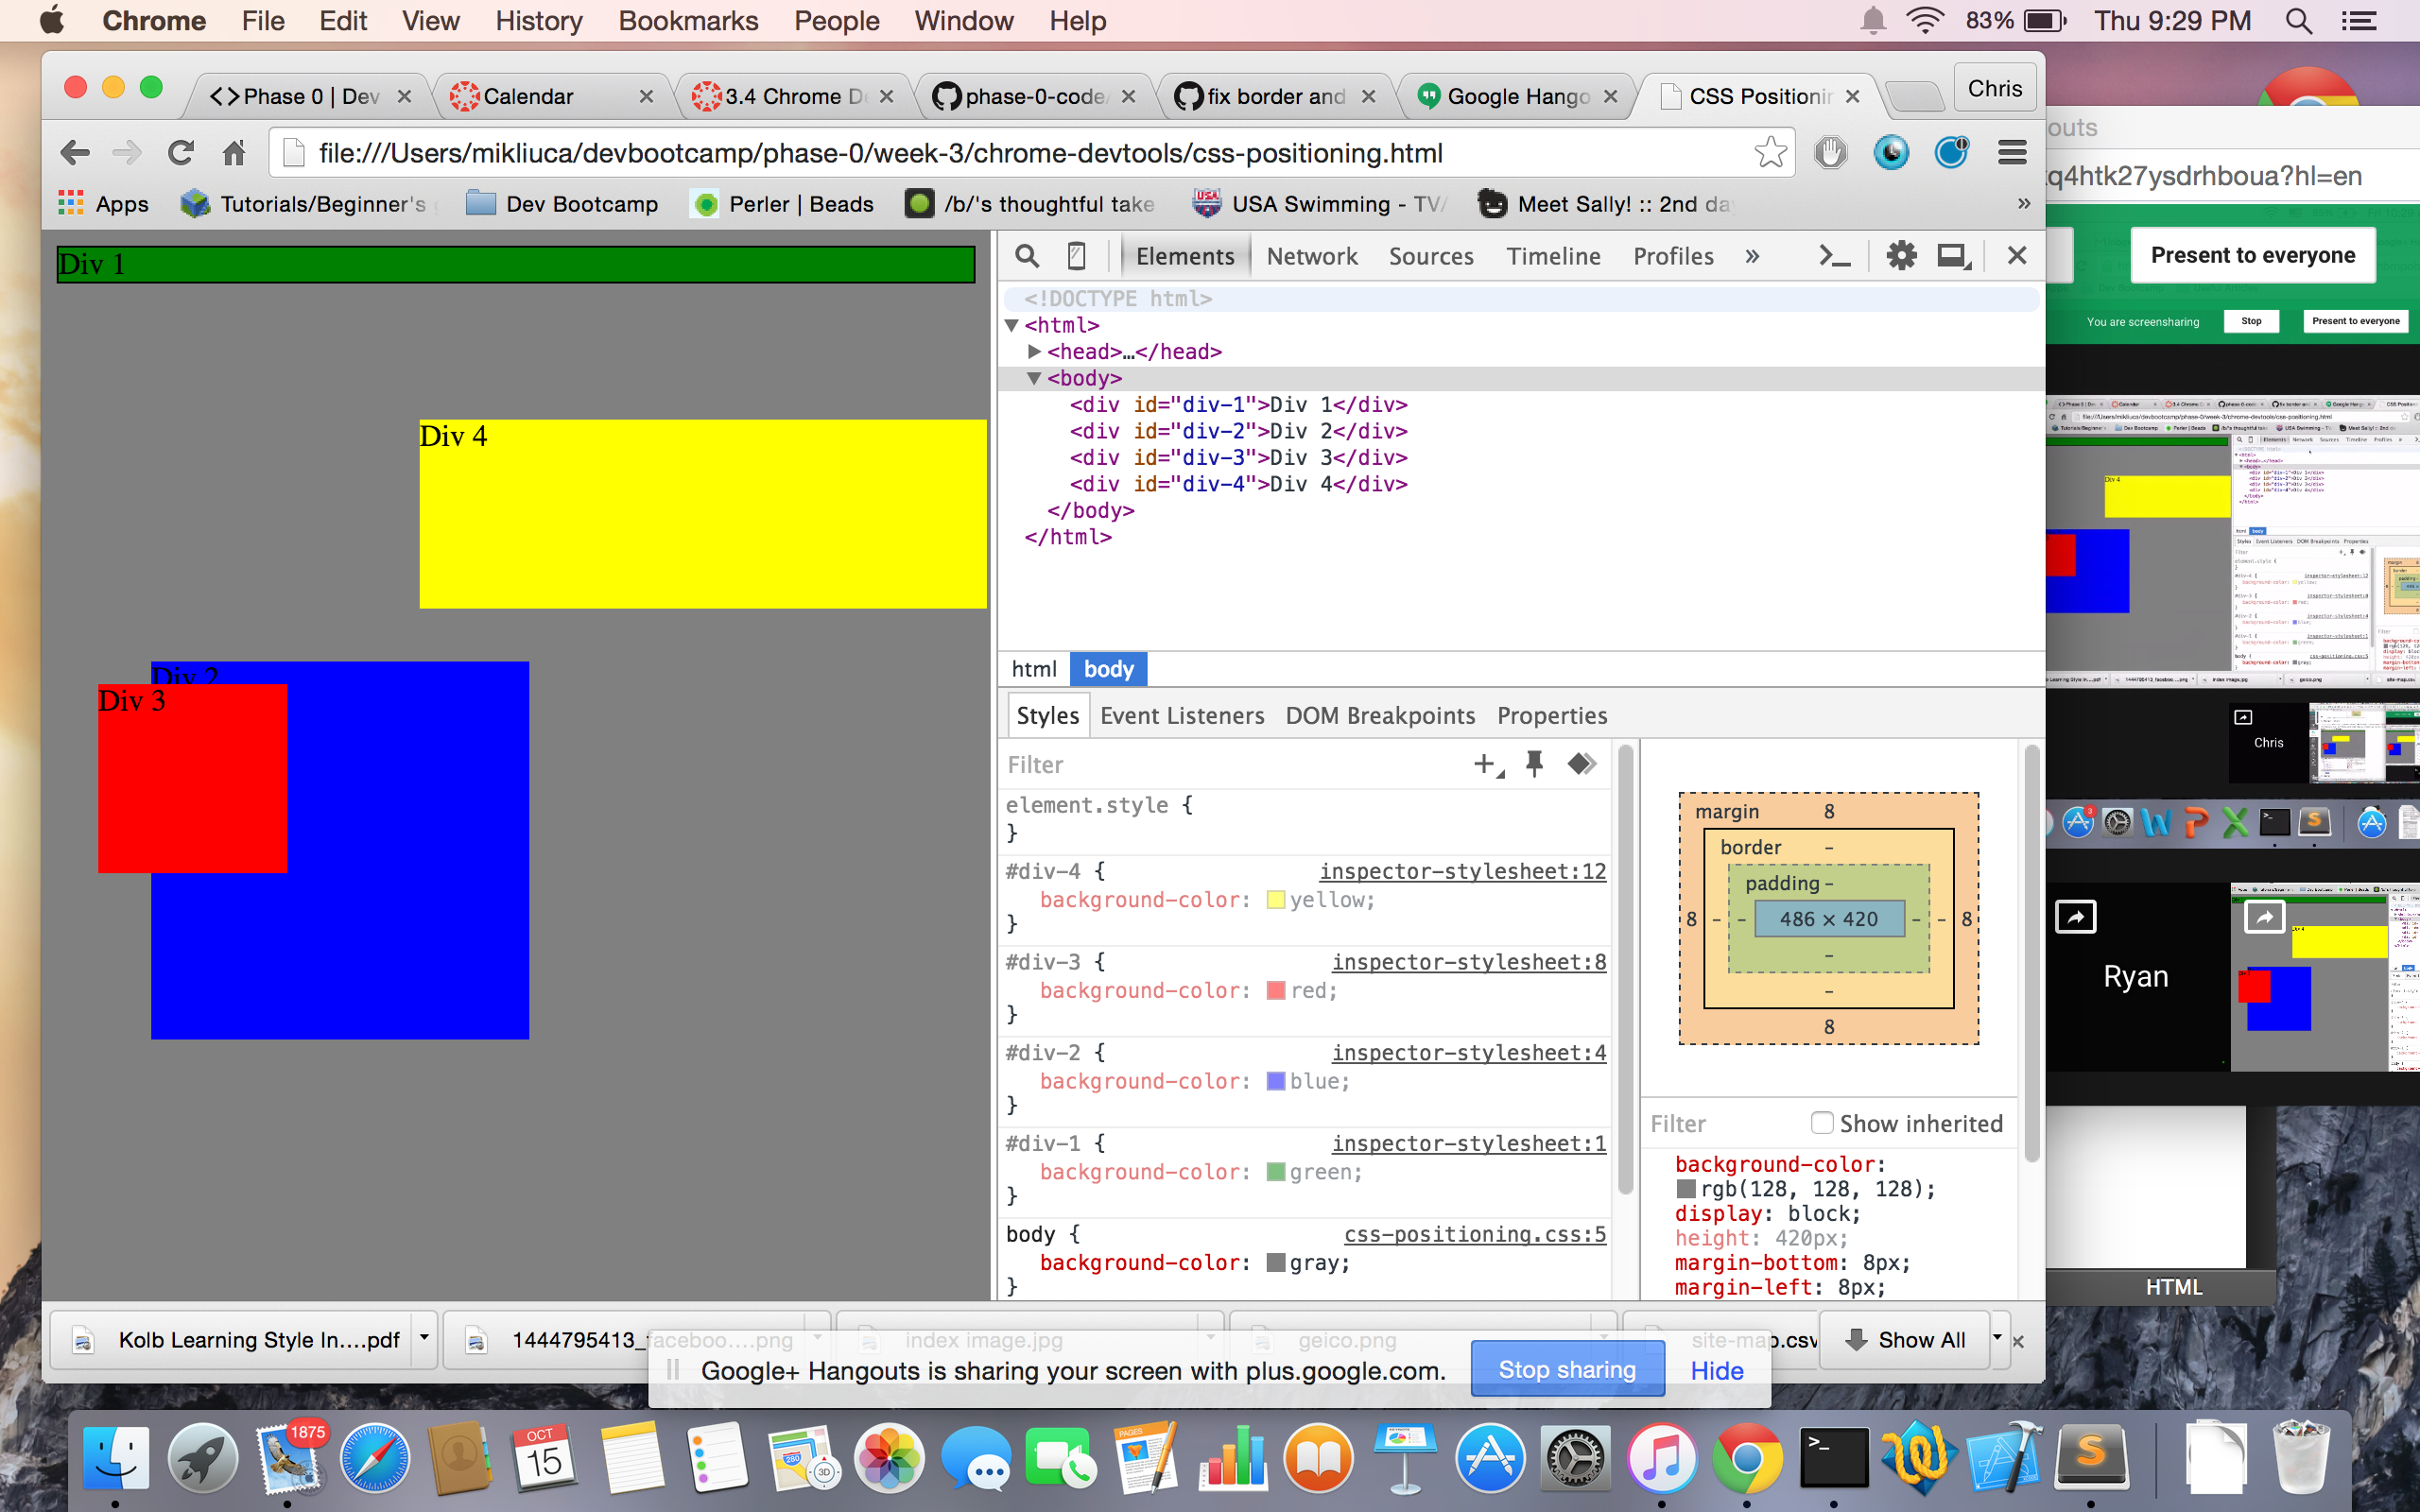 Chrome File Edit View History Bookmarks People Window Help 83% Thu 9:29 PM
<> Phase 0 | Dev Calendar 3.4 Chrome De phase-0-code/ fix border and Google Hango CSS Positionin Chris
file:///Users/mikliuca/devbootcamp/phase-0/week-3/chrome-devtools/css-positioning.html
Apps Tutorials/Beginner's Dev Bootcamp Perler | Beads /b/'s thoughtful take USA Swimming - TV/ Meet Sally! :: 2nd da »
Div 1
Div 4
Div 2
Div 3
Elements Network Sources Timeline Profiles »
<!DOCTYPE html>
<html>
<head>…</head>
<body>
<div id="div-1">Div 1</div>
<div id="div-2">Div 2</div>
<div id="div-3">Div 3</div>
<div id="div-4">Div 4</div>
</body>
</html>
html body
Styles Event Listeners DOM Breakpoints Properties
Filter
element.style {
}
#div-4 { inspector-stylesheet:12
background-color: yellow;
}
#div-3 { inspector-stylesheet:8
background-color: red;
}
#div-2 { inspector-stylesheet:4
background-color: blue;
}
#div-1 { inspector-stylesheet:1
background-color: green;
}
body { css-positioning.css:5
background-color: gray;
}
margin 8
border -
padding -
8 - - 486 × 420 - - 8
-
-
8
Filter Show inherited
background-color:
rgb(128, 128, 128);
display: block;
height: 420px;
margin-bottom: 8px;
margin-left: 8px;
Kolb Learning Style In....pdf 1444795413_faceboo....png index image.jpg geico.png site-map.csv Show All
Google+ Hangouts is sharing your screen with plus.google.com. Stop sharing Hide
outs
q4htk27ysdrhboua?hl=en
Present to everyone
You are screensharing Stop Present to everyone
Chris
Ryan
HTML
1875
OCT
15
PAGES
280
3D